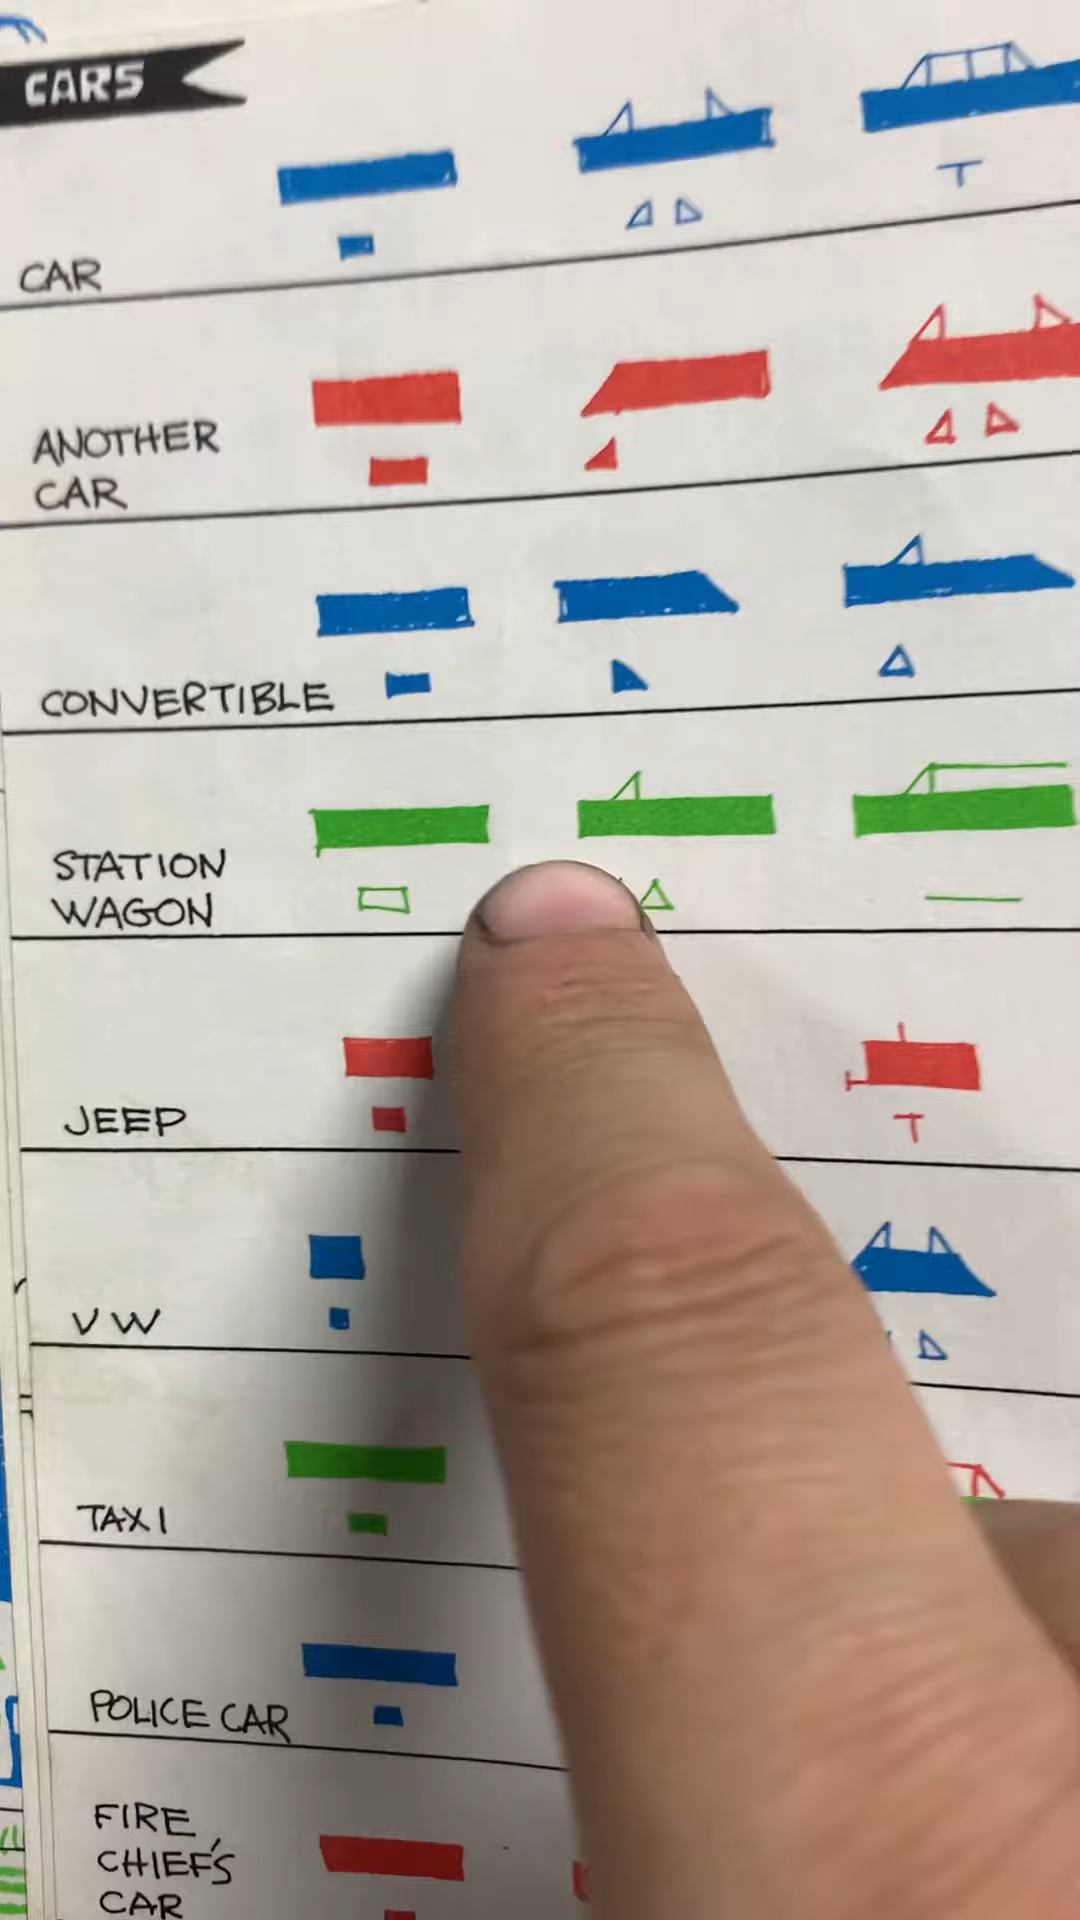 CARS
CAR
ANOTHER
CAR
CONVERTIBLE
STATION
WAGON
JEEP
VW
TAXI
POLICE CAR
FIRE
CHIEF'S
CAR